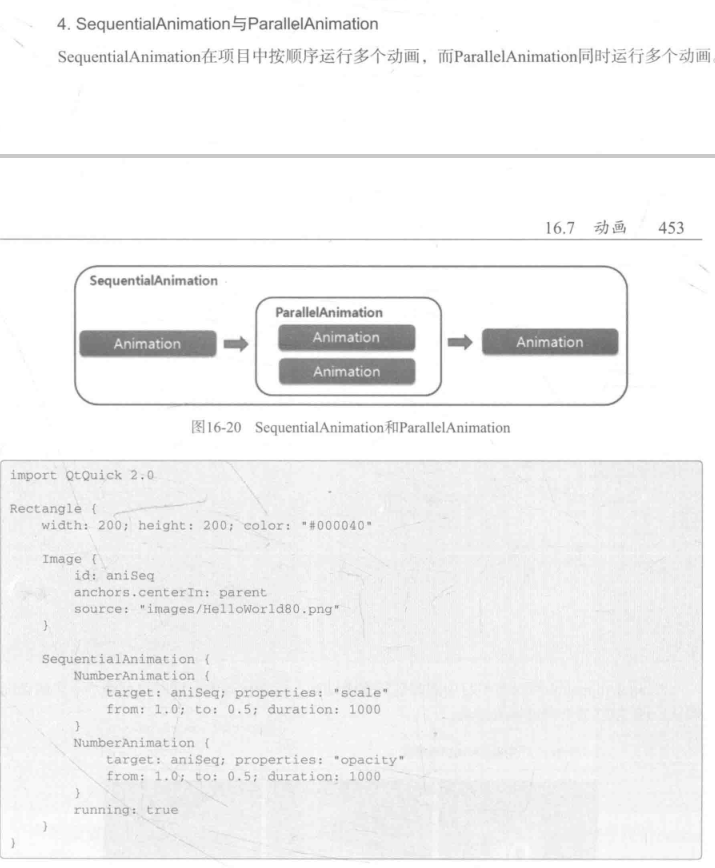 4. SequentialAnimation与ParallelAnimation
SequentialAnimation在项目中按顺序运行多个动画，而ParallelAnimation同时运行多个动画。
16.7 动画 453
SequentialAnimation
ParallelAnimation
Animation
Animation
Animation
Animation
图16-20 SequentialAnimation和ParallelAnimation
import QtQuick 2.0
Rectangle {
    width: 200; height: 200; color: "#000040"
    Image {
        id: aniSeq
        anchors.centerIn: parent
        source: "images/HelloWorld80.png"
    }
    SequentialAnimation {
        NumberAnimation {
            target: aniSeq; properties: "scale"
            from: 1.0; to: 0.5; duration: 1000
        }
        NumberAnimation {
            target: aniSeq; properties: "opacity"
            from: 1.0; to: 0.5; duration: 1000
        }
        running: true
    }
}